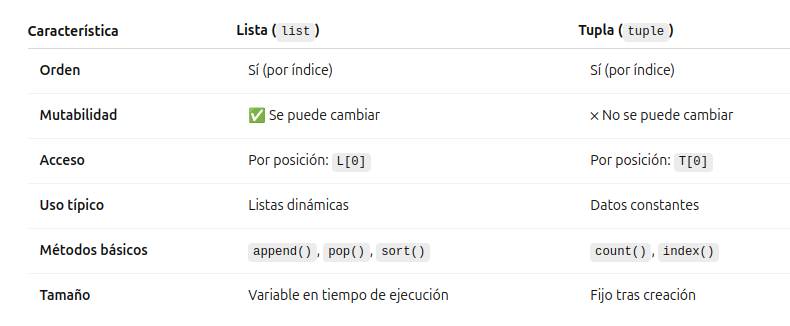 Característica Lista ( list ) Tupla ( tuple )
Orden Sí (por índice) Sí (por índice)
Mutabilidad ✅ Se puede cambiar × No se puede cambiar
Acceso Por posición: L[0] Por posición: T[0]
Uso típico Listas dinámicas Datos constantes
Métodos básicos append(), pop(), sort() count(), index()
Tamaño Variable en tiempo de ejecución Fijo tras creación